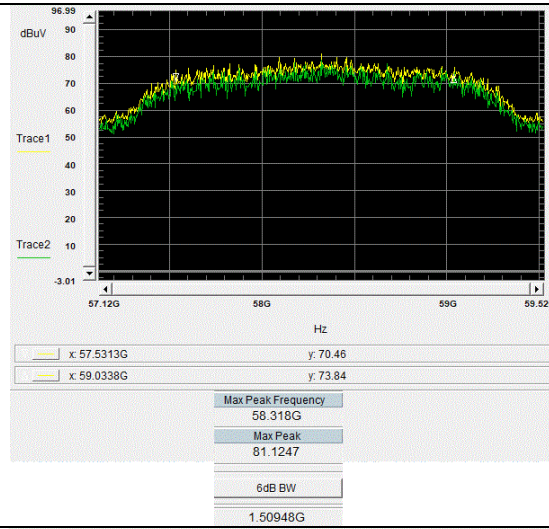 96.99
dBuV
90
80
70
60
Trace1
50
40
30
20
Trace2
10
-3.01
57.12G
58G
59G
59.52
Hz
x: 57.5313G y: 70.46
x: 59.0338G y: 73.84
Max Peak Frequency
58.318G
Max Peak
81.1247
6dB BW
1.50948G